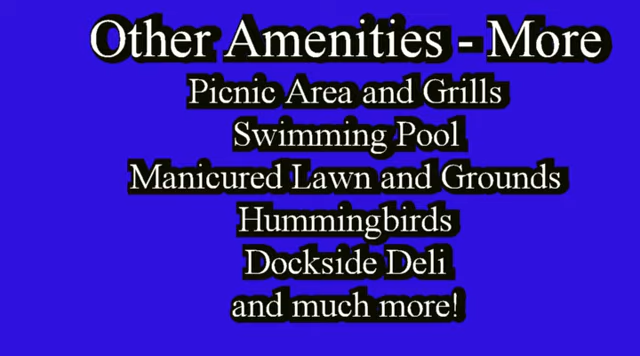 Other Amenities - More
Picnic Area and Grills
Swimming Pool
Manicured Lawn and Grounds
Hummingbirds
Dockside Deli
and much more!